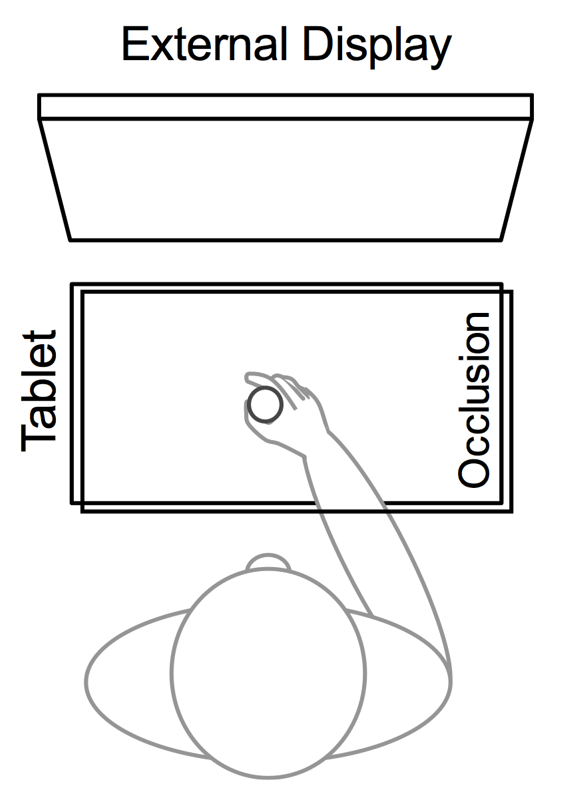 External Display
Tablet
Occlusion